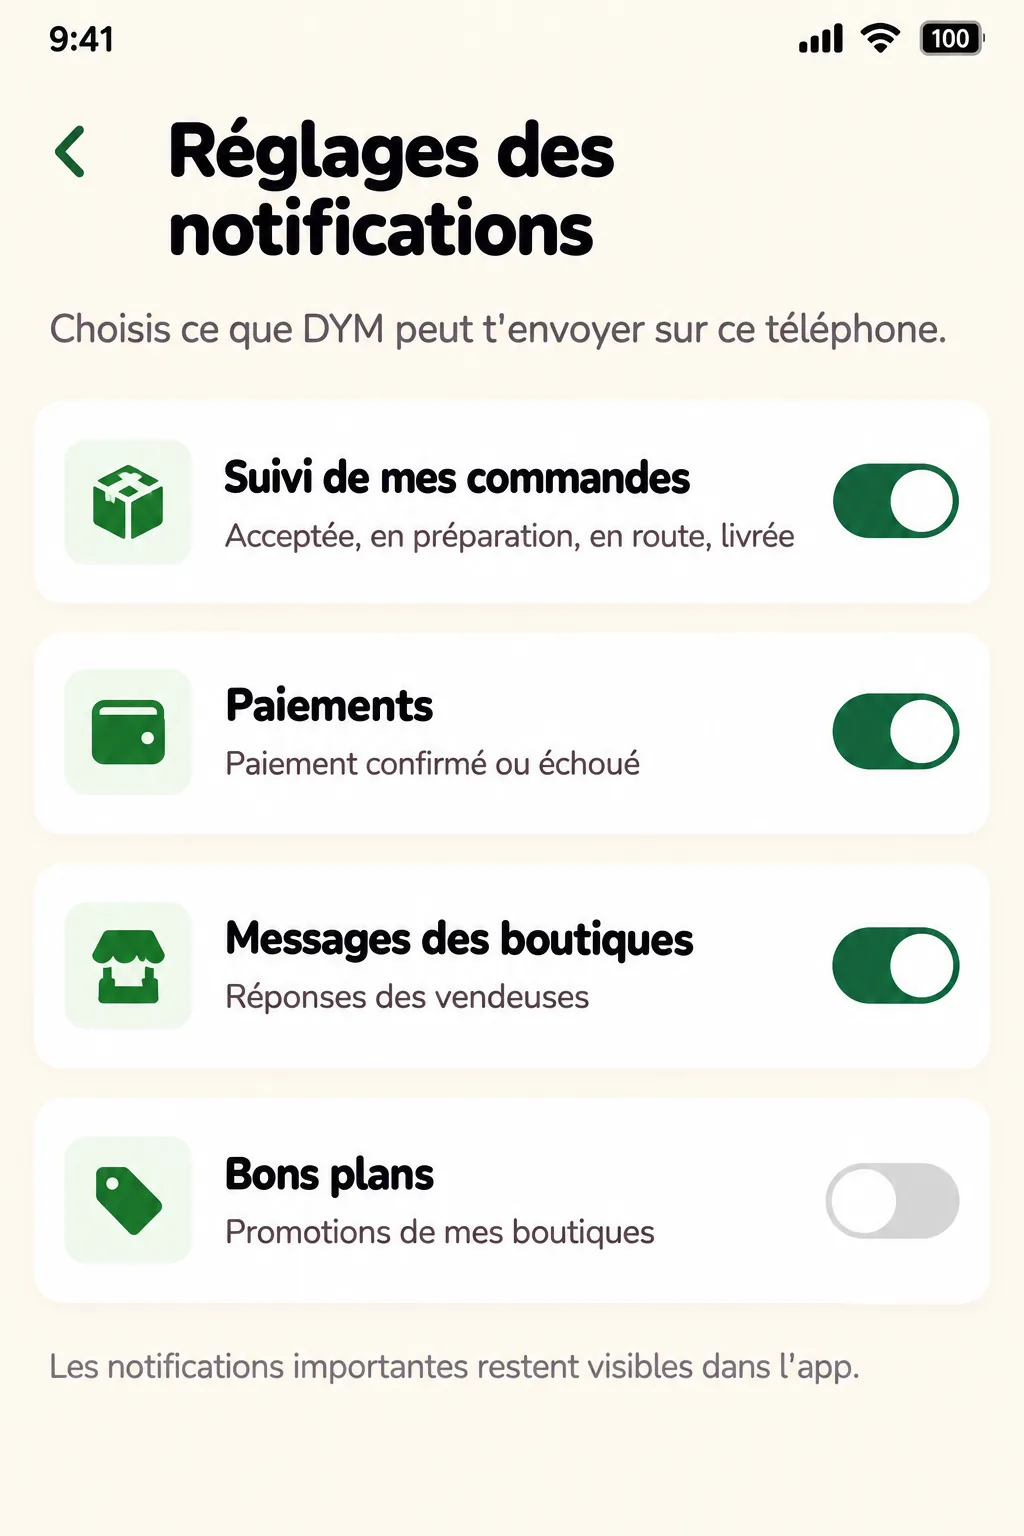 9:41
100
Réglages des
notifications
Choisis ce que DYM peut t'envoyer sur ce téléphone.
Suivi de mes commandes
Acceptée, en préparation, en route, livrée
Paiements
Paiement confirmé ou échoué
Messages des boutiques
Réponses des vendeuses
Bons plans
Promotions de mes boutiques
Les notifications importantes restent visibles dans l'app.